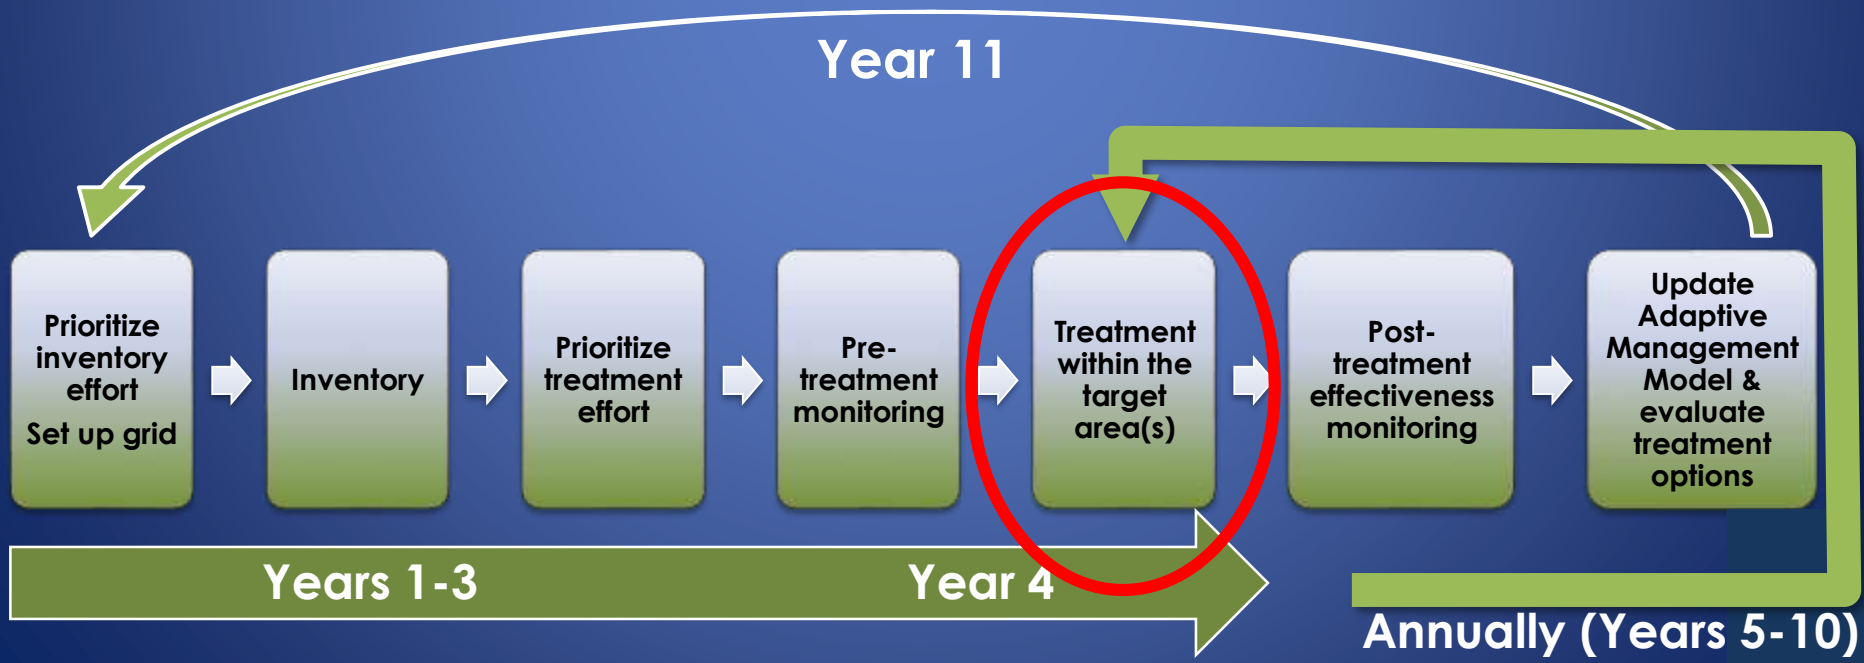 Year 11
Prioritize
inventory
effort
Set up grid
Inventory
Prioritize
treatment
effort
Pre-
treatment
monitoring
Treatment
within the
target
area(s)
Post-
treatment
effectiveness
monitoring
Update
Adaptive
Management
Model &
evaluate
treatment
options
Years 1-3
Year 4
Annually (Years 5-10)